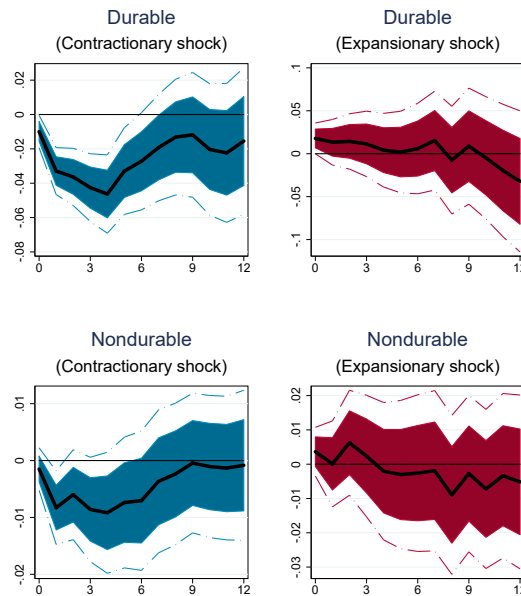 Durable
(Contractionary shock)
.02
0
-.02
-.04
-.06
-.08
0 3 6 9 12
Durable
(Expansionary shock)
.1
.05
0
-.05
-.1
0 3 6 9 12
Nondurable
(Contractionary shock)
.01
0
-.01
-.02
0 3 6 9 12
Nondurable
(Expansionary shock)
.02
.01
0
-.01
-.02
-.03
0 3 6 9 12